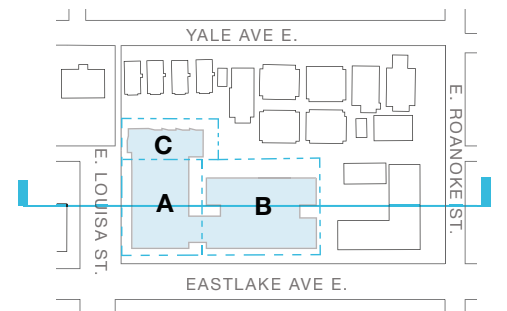 YALE AVE E.
E. ROANOKE ST.
C
E. LOUISA ST.
A
B
EASTLAKE AVE E.